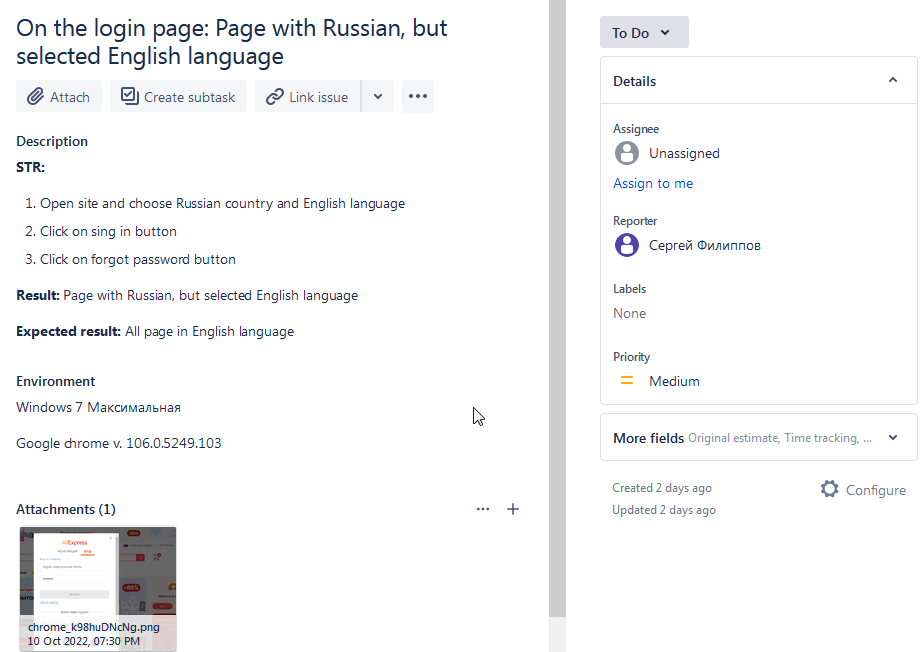 On the login page: Page with Russian, but
selected English language
Attach
Create subtask
Link issue
Description
STR:
1. Open site and choose Russian country and English language
2. Click on sing in button
3. Click on forgot password button
Result: Page with Russian, but selected English language
Expected result: All page in English language
Environment
Windows 7 Максимальная
Google chrome v. 106.0.5249.103
Attachments (1)
AliExpress
chrome_k98huDNcNg.png
10 Oct 2022, 07:30 PM
To Do
Details
Assignee
Unassigned
Assign to me
Reporter
Сергей Филиппов
Labels
None
Priority
Medium
More fields Original estimate, Time tracking, ...
Created 2 days ago
Configure
Updated 2 days ago